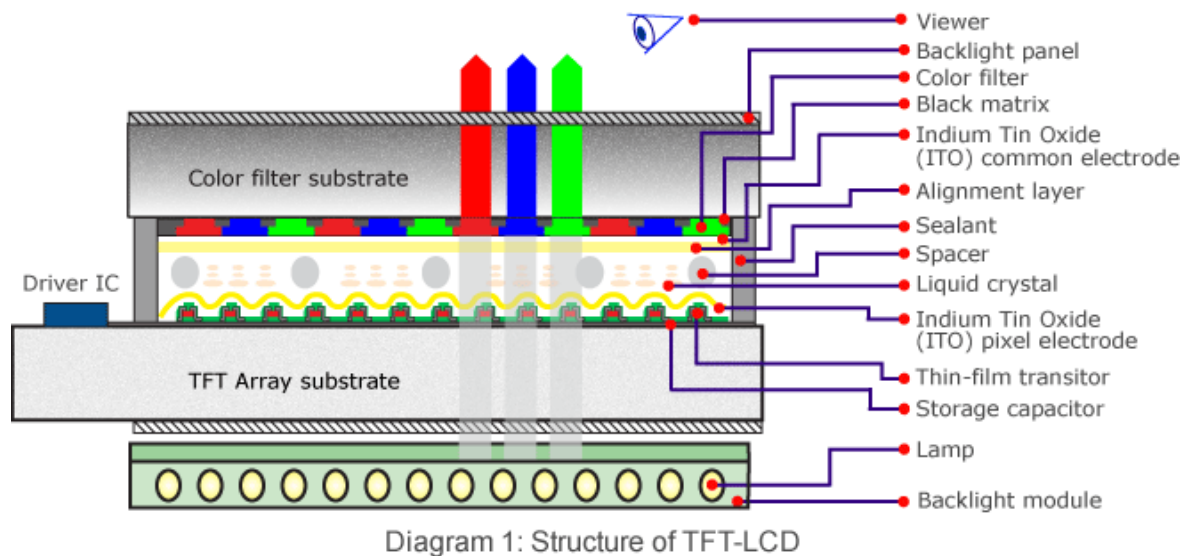 Viewer
Backlight panel
Color filter
Black matrix
Indium Tin Oxide
(ITO) common electrode
Alignment layer
Sealant
Spacer
Liquid crystal
Indium Tin Oxide
(ITO) pixel electrode
Thin-film transitor
Storage capacitor
Lamp
Backlight module
Color filter substrate
Driver IC
TFT Array substrate
Diagram 1: Structure of TFT-LCD